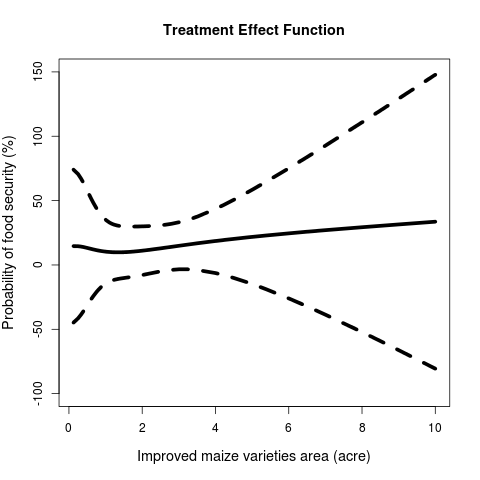 Treatment Effect Function
Probability of food security (%)
150
100
50
0
-50
-100
0 2 4 6 8 10
Improved maize varieties area (acre)